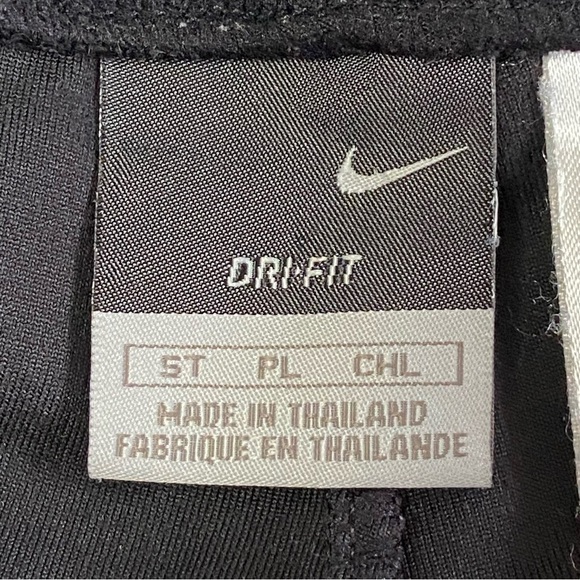 DRI-FIT
ST PL CHL
MADE IN THAILAND
FABRIQUE EN THAILANDE